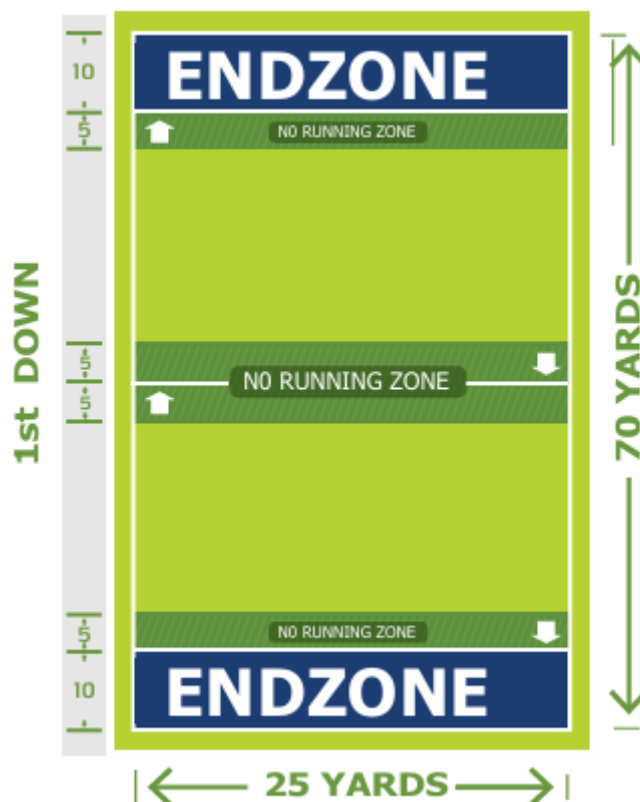 ENDZONE
10
N0 RUNNING ZONE
5
5
N0 RUNNING ZONE
5
1st DOWN
70 YARDS
N0 RUNNING ZONE
5
ENDZONE
10
25 YARDS